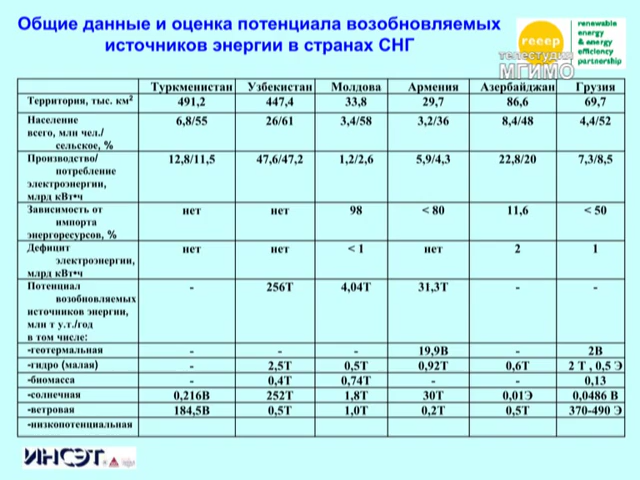 Общие данные и оценка потенциала возобновляемых
источников энергии в странах СНГ
reeep
renewable
energy
& energy
efficiency
partnership
телестудия
МГИМО
Туркменистан Узбекистан Молдова Армения Азербайджан Грузия
Территория, тыс. км² 491,2 447,4 33,8 29,7 86,6 69,7
Население
всего, млн чел./
сельское, % 6,8/55 26/61 3,4/58 3,2/36 8,4/48 4,4/52
Производство/
потребление
электроэнергии,
млрд кВт•ч 12,8/11,5 47,6/47,2 1,2/2,6 5,9/4,3 22,8/20 7,3/8,5
Зависимость от
импорта
энергоресурсов, % нет нет 98 < 80 11,6 < 50
Дефицит
электроэнергии,
млрд кВт•ч нет нет < 1 нет 2 1
Потенциал
возобновляемых
источников энергии,
млн т у.т./год
в том числе: - 256Т 4,04Т 31,3Т - -
-геотермальная - - - 19,9В - 2В
-гидро (малая) - 2,5Т 0,5Т 0,92Т 0,6Т 2 Т , 0,5 Э
-биомасса - 0,4Т 0,74Т - - 0,13
-солнечная 0,216В 252Т 1,8Т 30Т 0,01Э 0,0486 В
-ветровая 184,5В 0,5Т 1,0Т 0,2Т 0,5Т 370-490 Э
-низкопотенциальная
ИНСЭТ